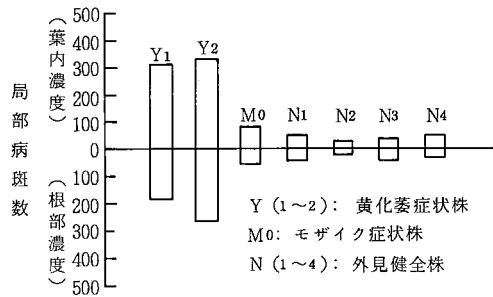 局部病斑数
(葉内濃度)
(根部濃度)
500
400
300
200
100
0
100
200
300
400
500
Y1
Y2
M0
N1
N2
N3
N4
Y (1～2): 黄化萎症状株
M0: モザイク症状株
N (1～4): 外見健全株